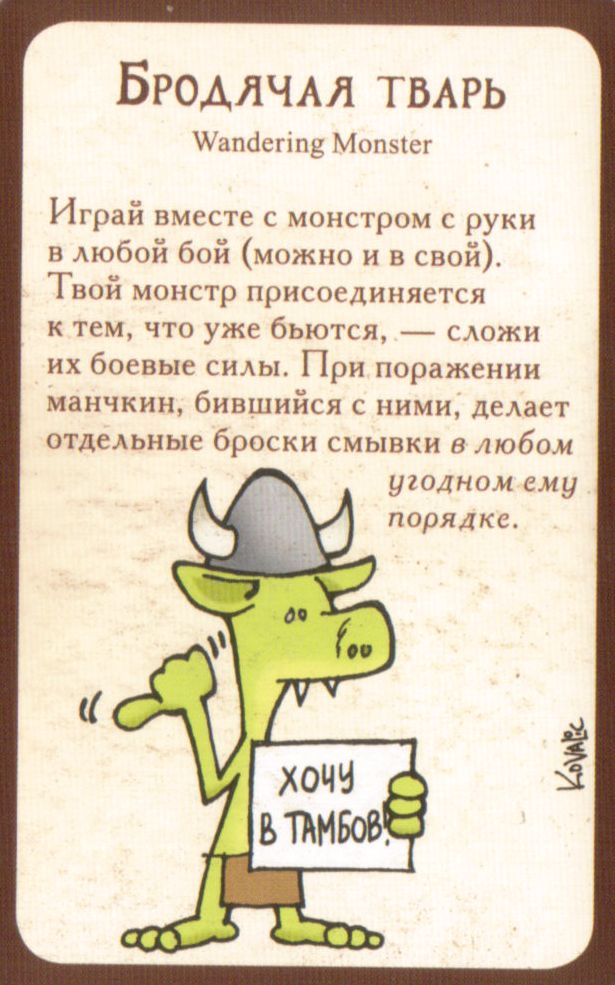 Бродячая тварь
Wandering Monster
Играй вместе с монстром с руки
в любой бой (можно и в свой).
Твой монстр присоединяется
к тем, что уже бьются, — сложи
их боевые силы. При поражении
манчкин, бившийся с ними, делает
отдельные броски смывки в любом
угодном ему
порядке.
ХОЧУ
В ТАМБОВ!
KOVALIC